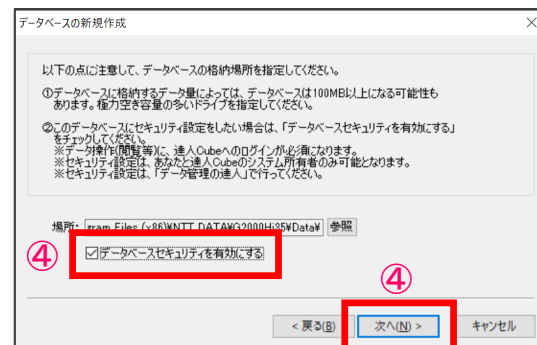 データベースの新規作成
以下の点に注意して、データベースの格納場所を指定してください。
①データベースに格納するデータ量によっては、データベースは100MB以上になる可能性も
あります。極力空き容量の多いドライブを指定してください。
②このデータベースにセキュリティ設定をしたい場合は、「データベースセキュリティを有効にする」
をチェックしてください。
※データ操作(閲覧等)に、達人Cubeへのログインが必須になります。
※セキュリティ設定は、あなたと達人Cubeのシステム所有者のみ可能となります。
※セキュリティ設定は、「データ管理の達人」で行ってください。
場所: gram Files (x86)¥NTT DATA¥G2000Hi35¥Data¥ 参照
④ データベースセキュリティを有効にする
④
< 戻る(B) 次へ(N) > キャンセル